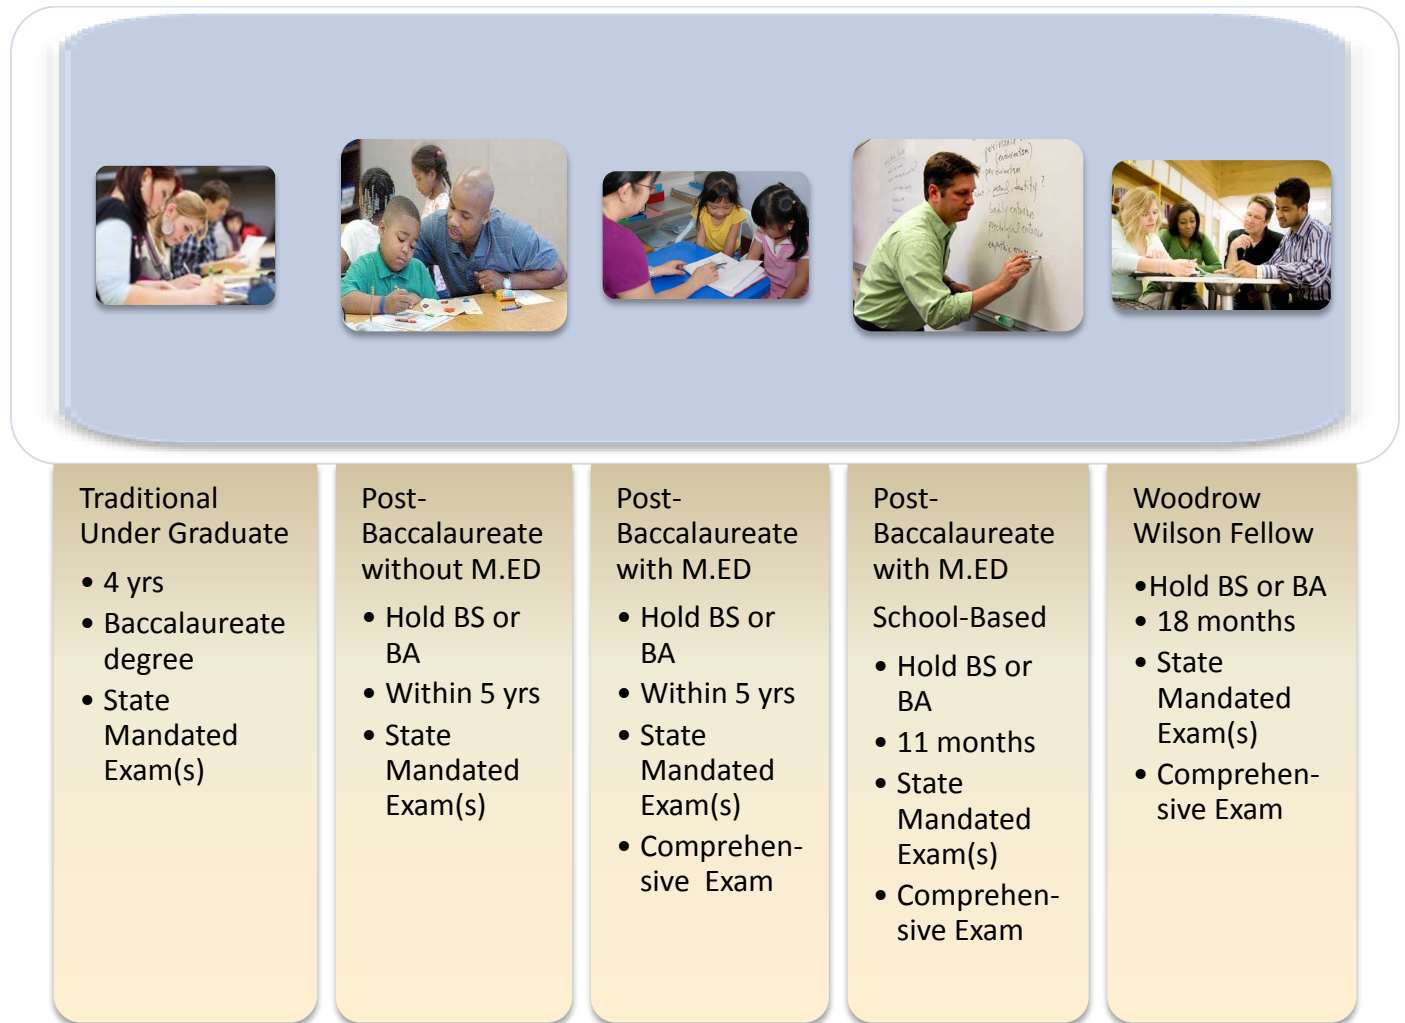 Traditional
Under Graduate
• 4 yrs
• Baccalaureate
degree
• State
Mandated
Exam(s)
Post-
Baccalaureate
without M.ED
• Hold BS or
BA
• Within 5 yrs
• State
Mandated
Exam(s)
Post-
Baccalaureate
with M.ED
• Hold BS or
BA
• Within 5 yrs
• State
Mandated
Exam(s)
• Comprehen-
sive Exam
Post-
Baccalaureate
with M.ED
School-Based
• Hold BS or
BA
• 11 months
• State
Mandated
Exam(s)
• Comprehen-
sive Exam
Woodrow
Wilson Fellow
•Hold BS or BA
• 18 months
• State
Mandated
Exam(s)
• Comprehen-
sive Exam